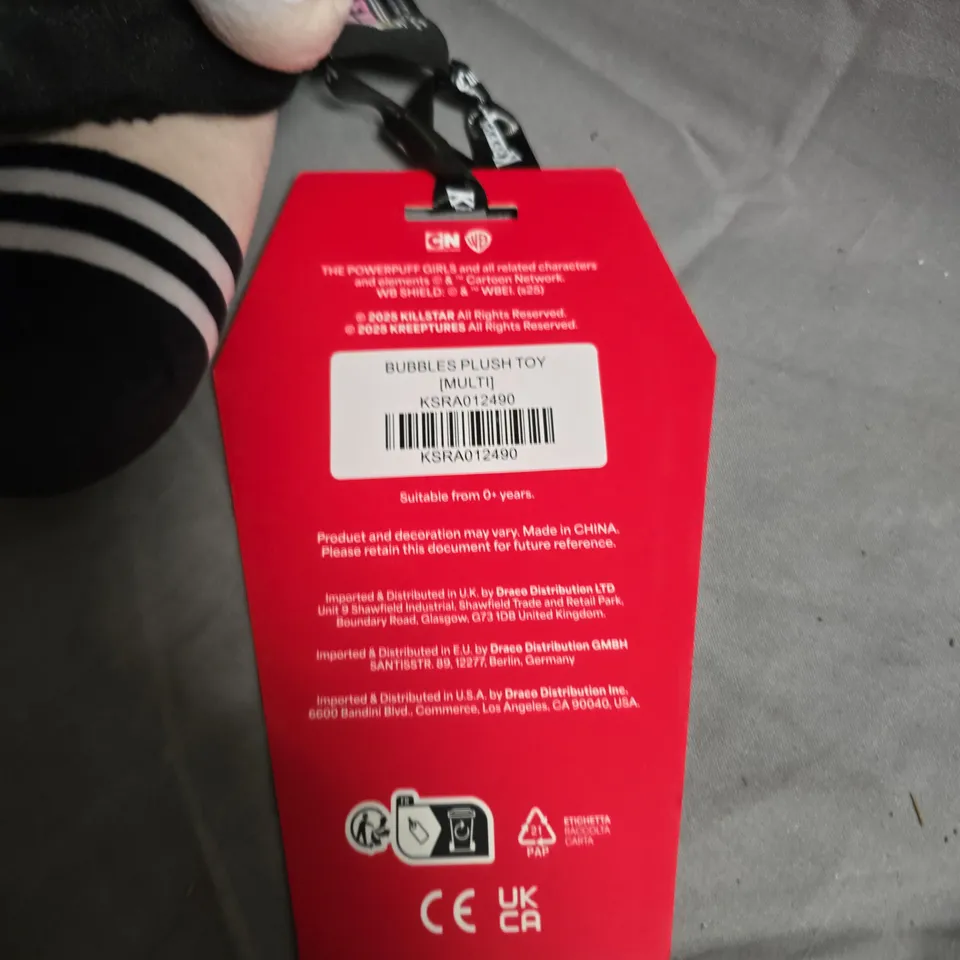 CN WB
THE POWERPUFF GIRLS and all related characters
and elements © & ™ Cartoon Network.
WB SHIELD: © & ™ WBEI. (s25)
© 2025 KILLSTAR All Rights Reserved.
© 2025 KREEPTURES All Rights Reserved.
BUBBLES PLUSH TOY
[MULTI]
KSRA012490
KSRA012490
Suitable from 0+ years.
Product and decoration may vary. Made in CHINA.
Please retain this document for future reference.
Imported & Distributed in U.K. by Draco Distribution LTD
Unit 9 Shawfield Industrial, Shawfield Trade and Retail Park,
Boundary Road, Glasgow, G73 1DB United Kingdom.
Imported & Distributed in E.U. by Draco Distribution GMBH
SANTISSTR. 89, 12277, Berlin, Germany
Imported & Distributed in U.S.A. by Draco Distribution Inc.
6600 Bandini Blvd., Commerce, Los Angeles, CA 90040, USA.
FR
21
PAP
ETICHETTA
RACCOLTA
CARTA
CE
UK
CA